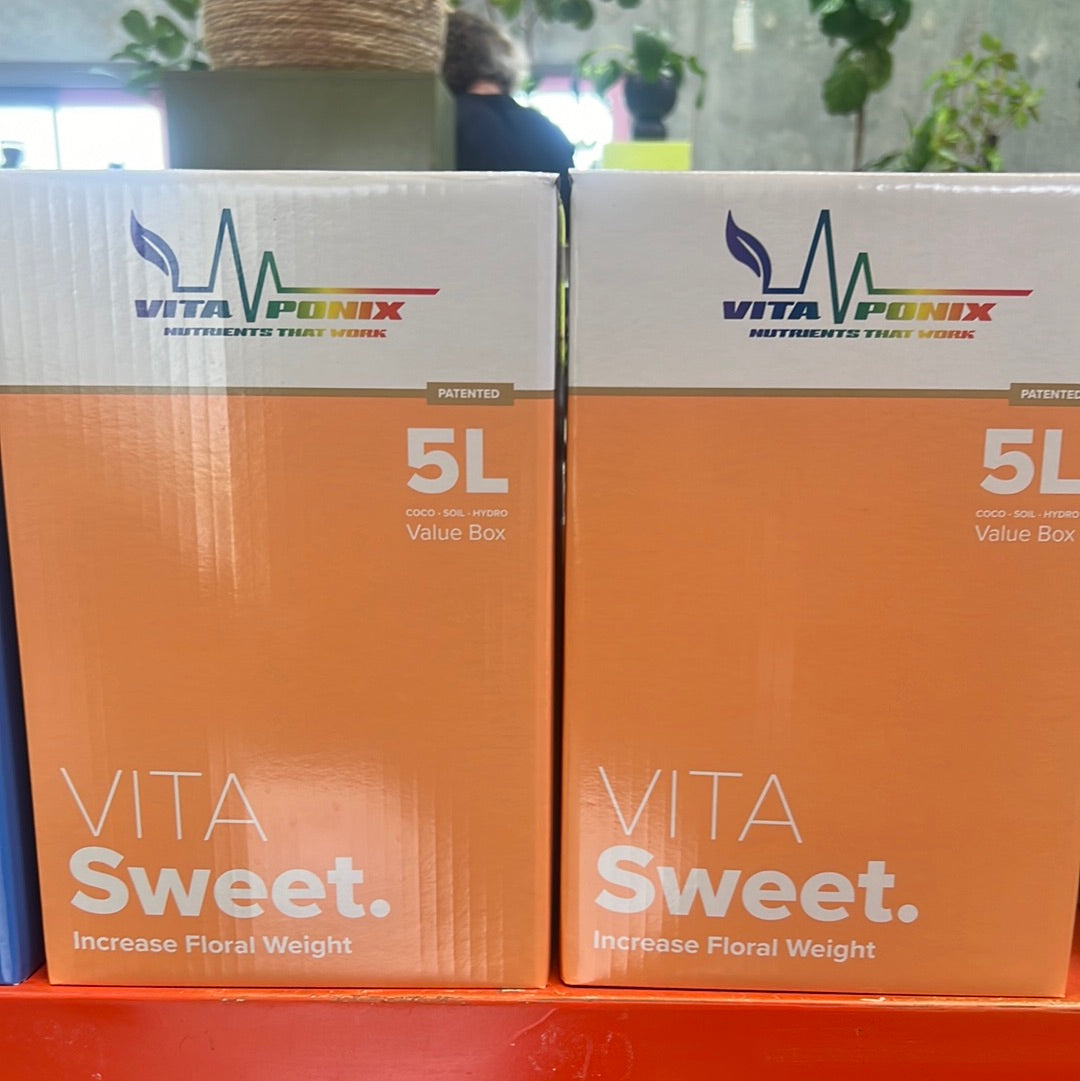 VITA PONIX
NUTRIENTS THAT WORK
PATENTED
5L
COCO - SOIL - HYDRO
Value Box
VITA
Sweet.
Increase Floral Weight
VITA PONIX
NUTRIENTS THAT WORK
PATENTED
5L
COCO - SOIL - HYDRO
Value Box
VITA
Sweet.
Increase Floral Weight